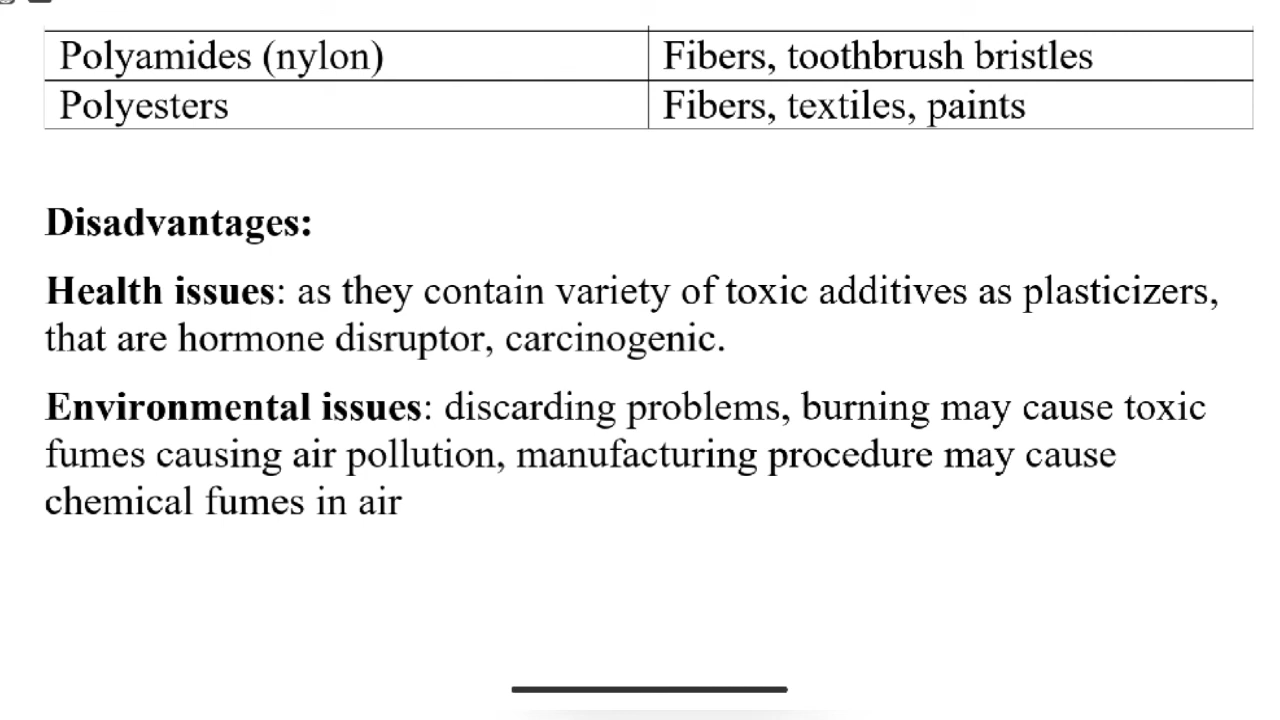 Polyamides (nylon) Fibers, toothbrush bristles
Polyesters Fibers, textiles, paints
Disadvantages:
Health issues: as they contain variety of toxic additives as plasticizers,
that are hormone disruptor, carcinogenic.
Environmental issues: discarding problems, burning may cause toxic
fumes causing air pollution, manufacturing procedure may cause
chemical fumes in air